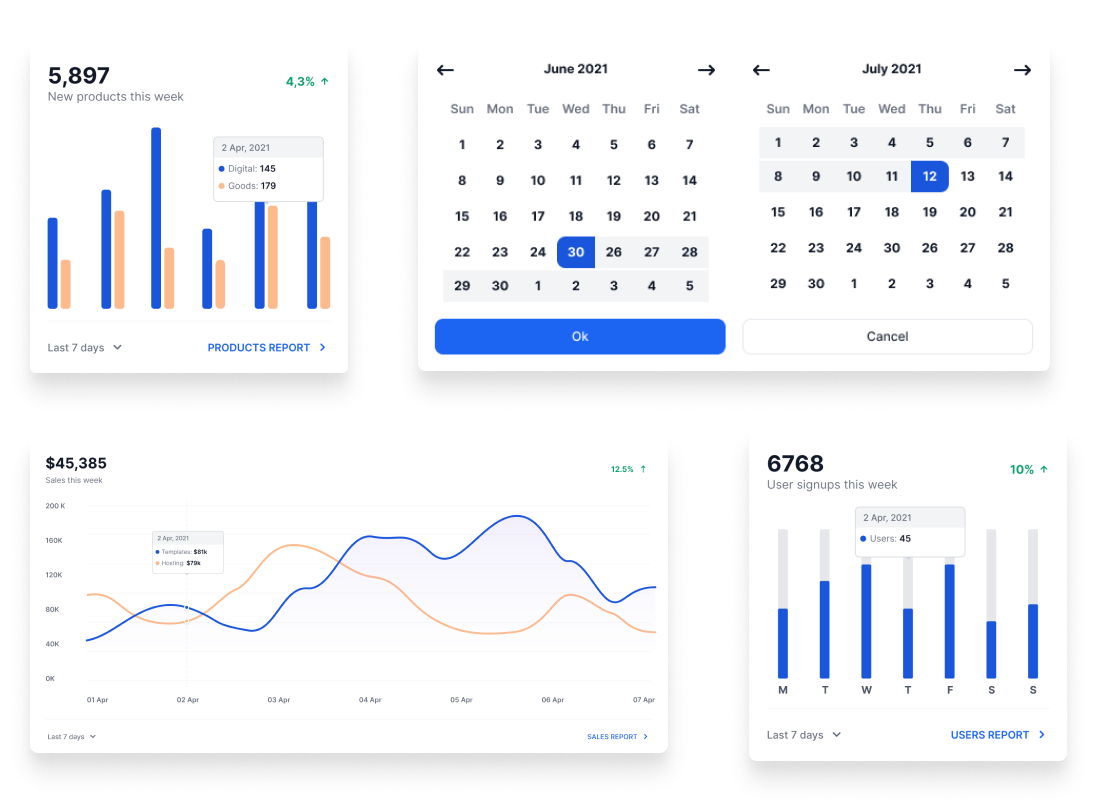 5,897
4,3%
New products this week
2 Apr, 2021
Digital: 145
Goods: 179
Last 7 days
PRODUCTS REPORT
June 2021
Sun Mon Tue Wed Thu Fri Sat
1 2 3 4 5 6 7
8 9 10 11 12 13 14
15 16 17 18 19 20 21
22 23 24 30 26 27 28
29 30 1 2 3 4 5
July 2021
Sun Mon Tue Wed Thu Fri Sat
1 2 3 4 5 6 7
8 9 10 11 12 13 14
15 16 17 18 19 20 21
22 23 24 30 26 27 28
29 30 1 2 3 4 5
Ok
Cancel
$45,385
12.5%
Sales this week
200 K
160K
120K
80K
40K
0K
2 Apr, 2021
Templates: $81k
Hosting: $79k
01 Apr 02 Apr 03 Apr 04 Apr 05 Apr 06 Apr 07 Apr
Last 7 days
SALES REPORT
6768
10%
User signups this week
2 Apr, 2021
Users: 45
M T W T F S S
Last 7 days
USERS REPORT